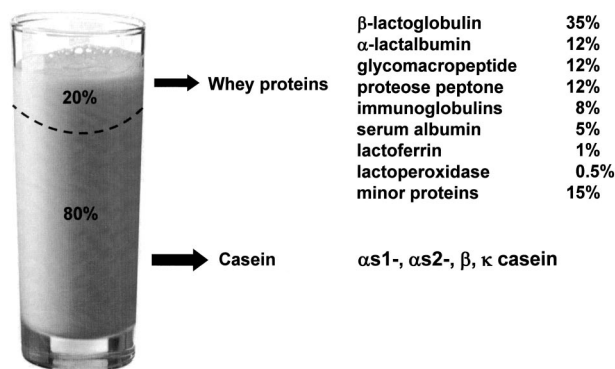 20%
80%
Whey proteins
β-lactoglobulin 35%
α-lactalbumin 12%
glycomacropeptide 12%
proteose peptone 12%
immunoglobulins 8%
serum albumin 5%
lactoferrin 1%
lactoperoxidase 0.5%
minor proteins 15%
Casein
αs1-, αs2-, β, κ casein